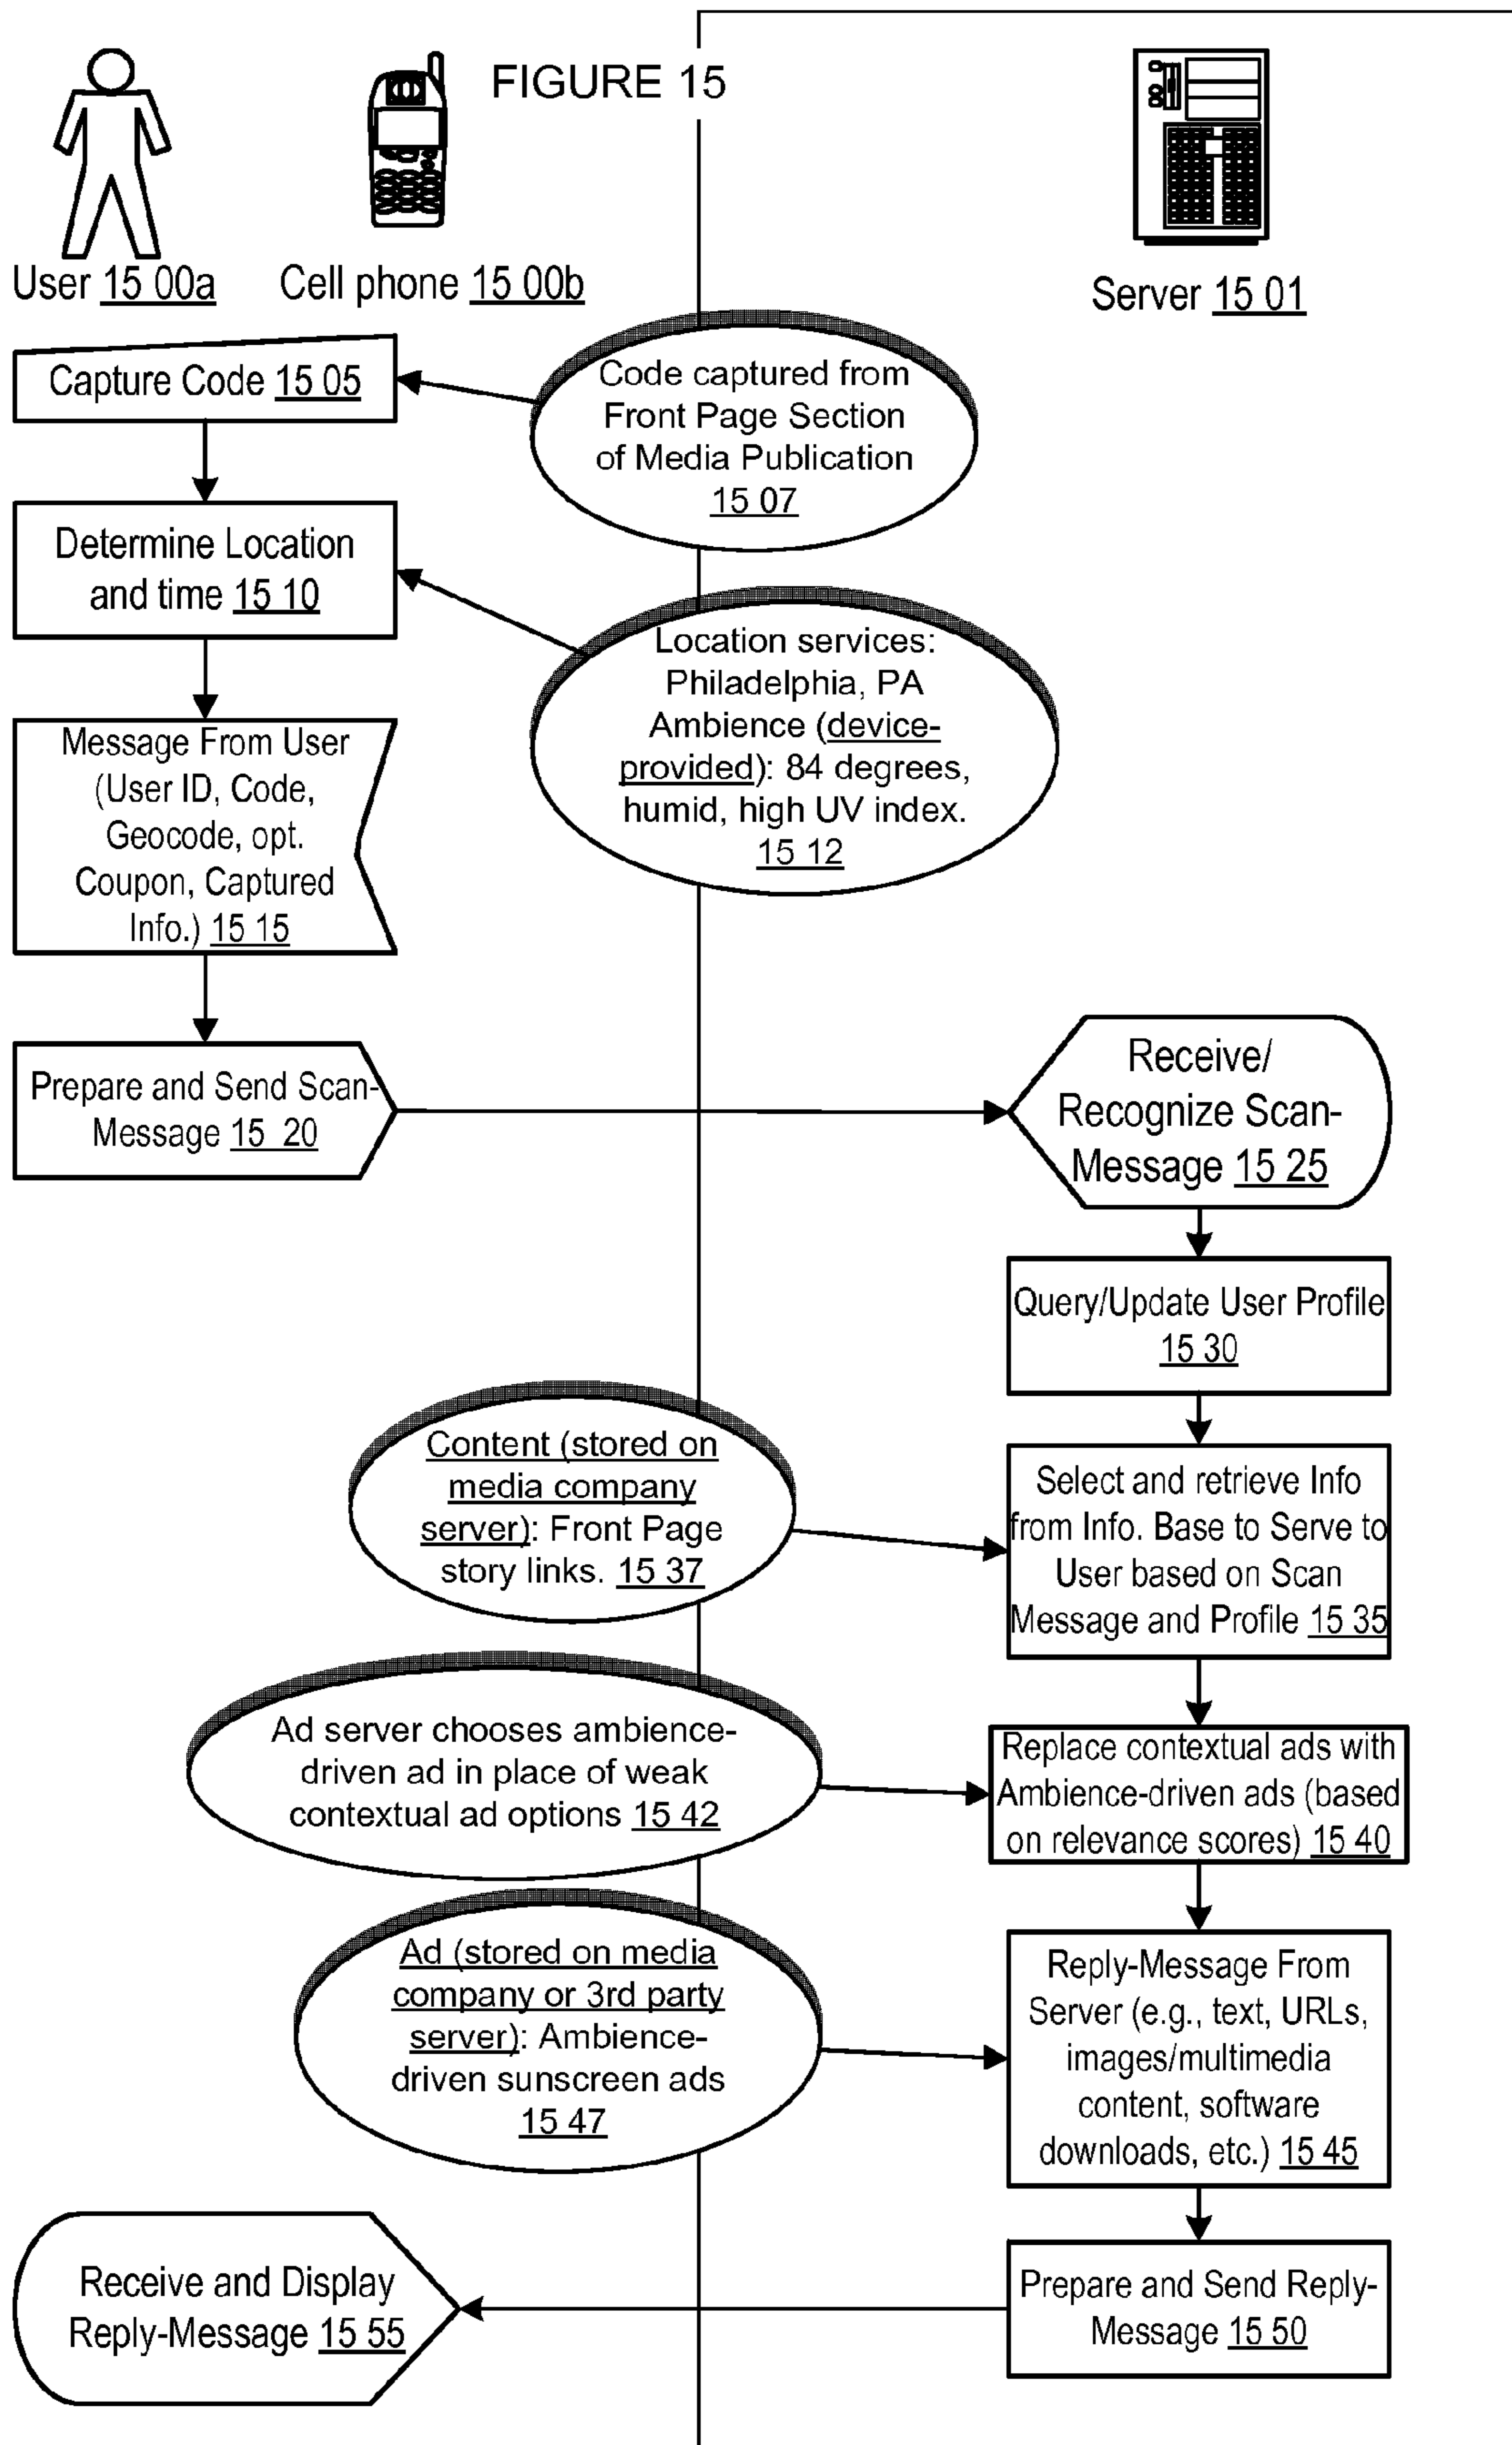 FIGURE 15
User 15 00a
Cell phone 15 00b
Server 15 01
Capture Code 15 05
Code captured from
Front Page Section
of Media Publication
15 07
Determine Location
and time 15 10
Location services:
Philadelphia, PA
Ambience (device-
provided): 84 degrees,
humid, high UV index.
15 12
Message From User
(User ID, Code,
Geocode, opt.
Coupon, Captured
Info.) 15 15
Prepare and Send Scan-
Message 15 20
Receive/
Recognize Scan-
Message 15 25
Query/Update User Profile
15 30
Content (stored on
media company
server): Front Page
story links. 15 37
Select and retrieve Info
from Info. Base to Serve to
User based on Scan
Message and Profile 15 35
Ad server chooses ambience-
driven ad in place of weak
contextual ad options 15 42
Replace contextual ads with
Ambience-driven ads (based
on relevance scores) 15 40
Ad (stored on media
company or 3rd party
server): Ambience-
driven sunscreen ads
15 47
Reply-Message From
Server (e.g., text, URLs,
images/multimedia
content, software
downloads, etc.) 15 45
Receive and Display
Reply-Message 15 55
Prepare and Send Reply-
Message 15 50